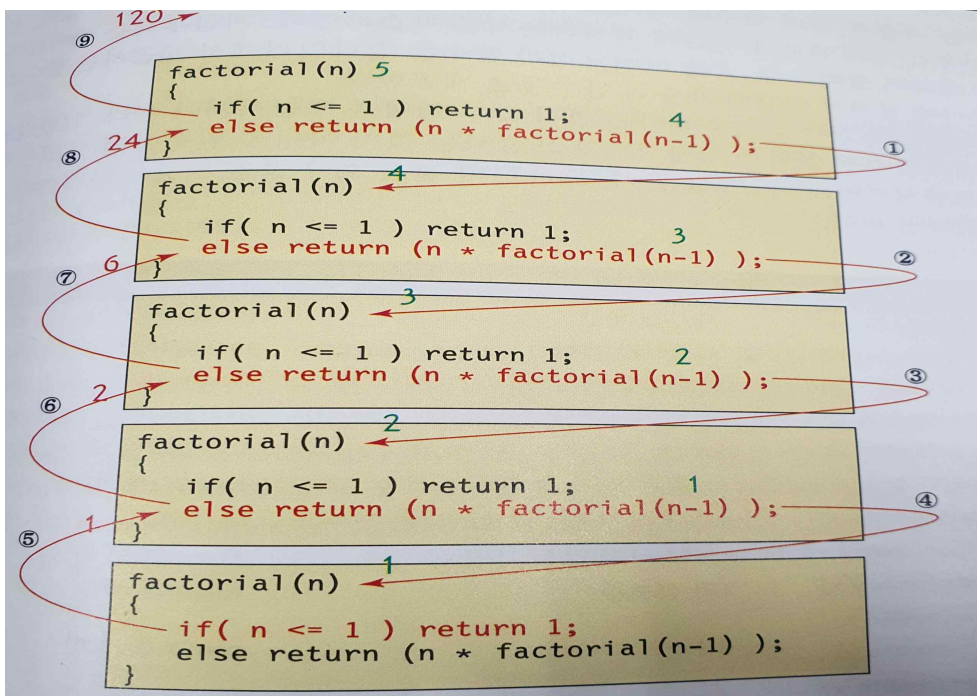 120
⑨
factorial(n) 5
{
if( n <= 1 ) return 1;
4
else return (n * factorial(n-1) );
①
24
}
⑧
4
factorial(n)
{
if( n <= 1 ) return 1;
3
else return (n * factorial(n-1) );
②
6
}
⑦
3
factorial(n)
{
if( n <= 1 ) return 1;
2
else return (n * factorial(n-1) );
③
2
}
⑥
2
factorial(n)
{
if( n <= 1 ) return 1;
1
else return (n * factorial(n-1) );
④
1
}
⑤
1
factorial(n)
{
if( n <= 1 ) return 1;
else return (n * factorial(n-1) );
}